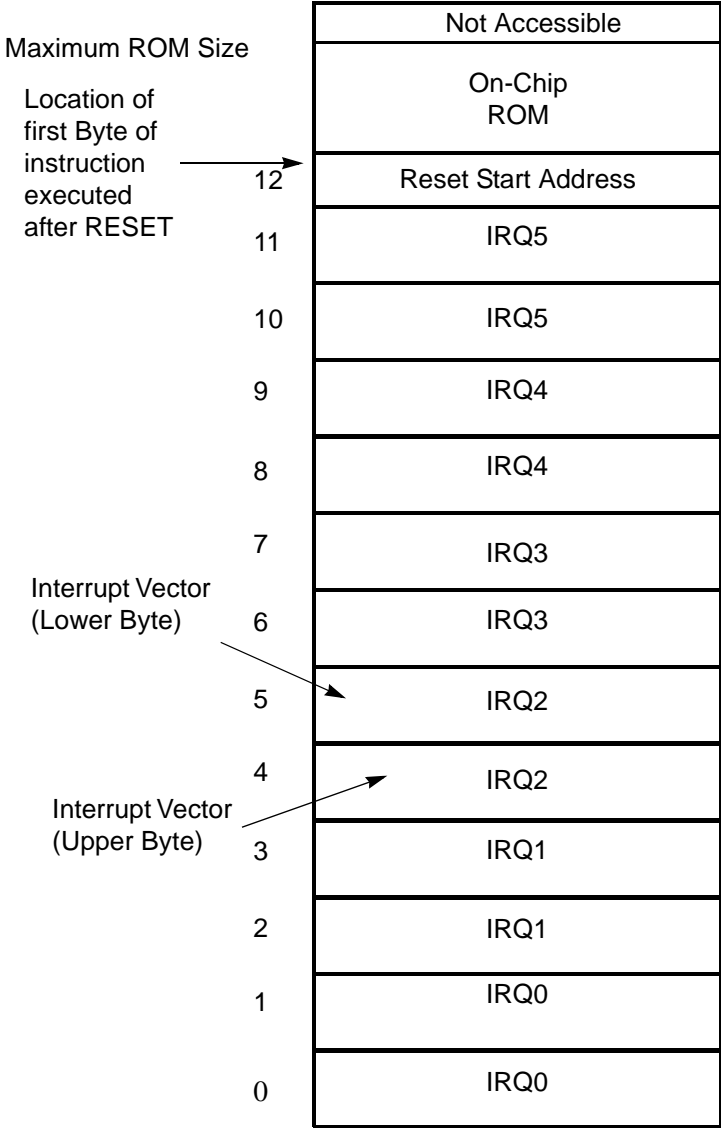 Not Accessible
Maximum ROM Size
On-Chip
ROM
Location of
first Byte of
instruction
executed
after RESET
12
Reset Start Address
11
IRQ5
10
IRQ5
9
IRQ4
8
IRQ4
7
IRQ3
Interrupt Vector
(Lower Byte)
6
IRQ3
5
IRQ2
4
IRQ2
Interrupt Vector
(Upper Byte)
3
IRQ1
2
IRQ1
1
IRQ0
0
IRQ0